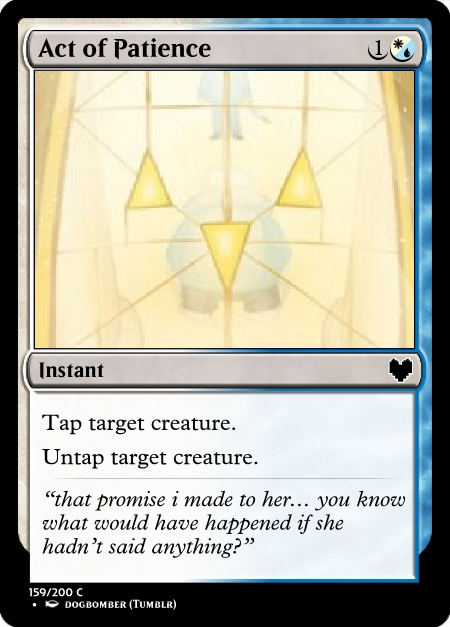 Act of Patience 1
Instant
Tap target creature.
Untap target creature.
“that promise i made to her… you know
what would have happened if she
hadn’t said anything?”
159/200 C
• DOGBOMBER (TUMBLR)